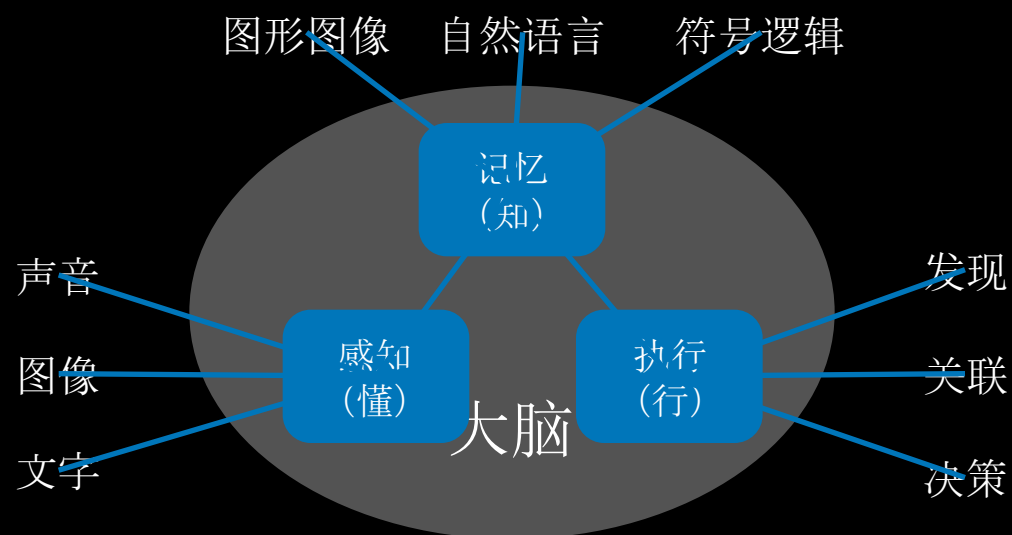 图形图像 自然语言 符号逻辑
记忆
(知)
声音
图像
文字
感知
(懂)
执行
(行)
大脑
发现
关联
决策